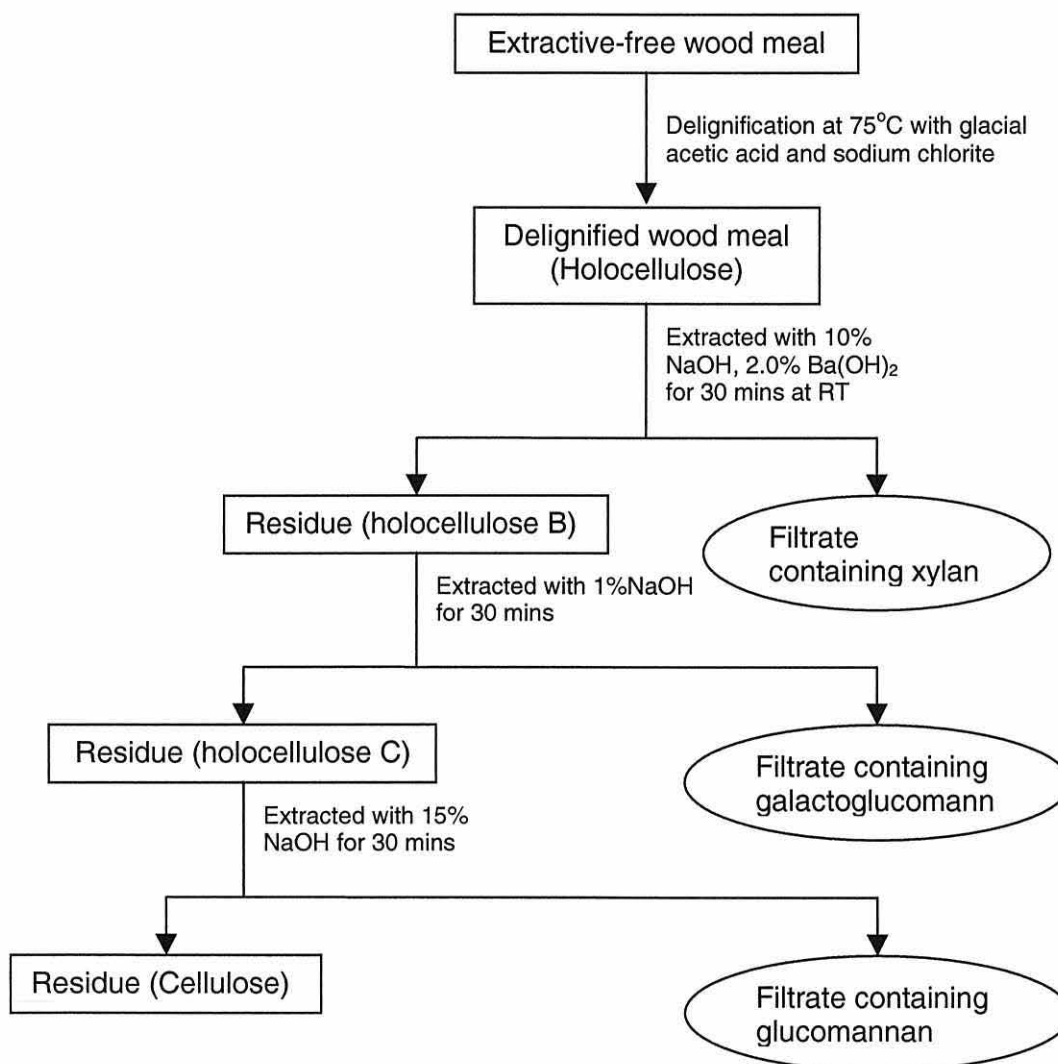 Extractive-free wood meal
Delignification at 75°C with glacial
acetic acid and sodium chlorite
Delignified wood meal
(Holocellulose)
Extracted with 10%
NaOH, 2.0% Ba(OH)₂
for 30 mins at RT
Residue (holocellulose B)
Filtrate
containing xylan
Extracted with 1%NaOH
for 30 mins
Residue (holocellulose C)
Filtrate containing
galactoglucomann
Extracted with 15%
NaOH for 30 mins
Residue (Cellulose)
Filtrate containing
glucomannan